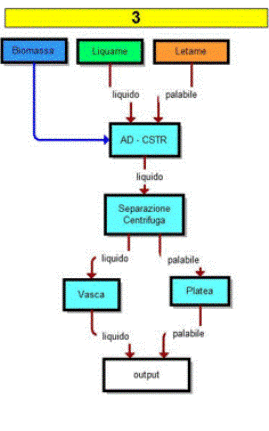 3
Biomassa Liquame Letame
liquido palabile
AD - CSTR
liquido
Separazione
Centrifuga
liquido palabile
Vasca Platea
liquido palabile
output